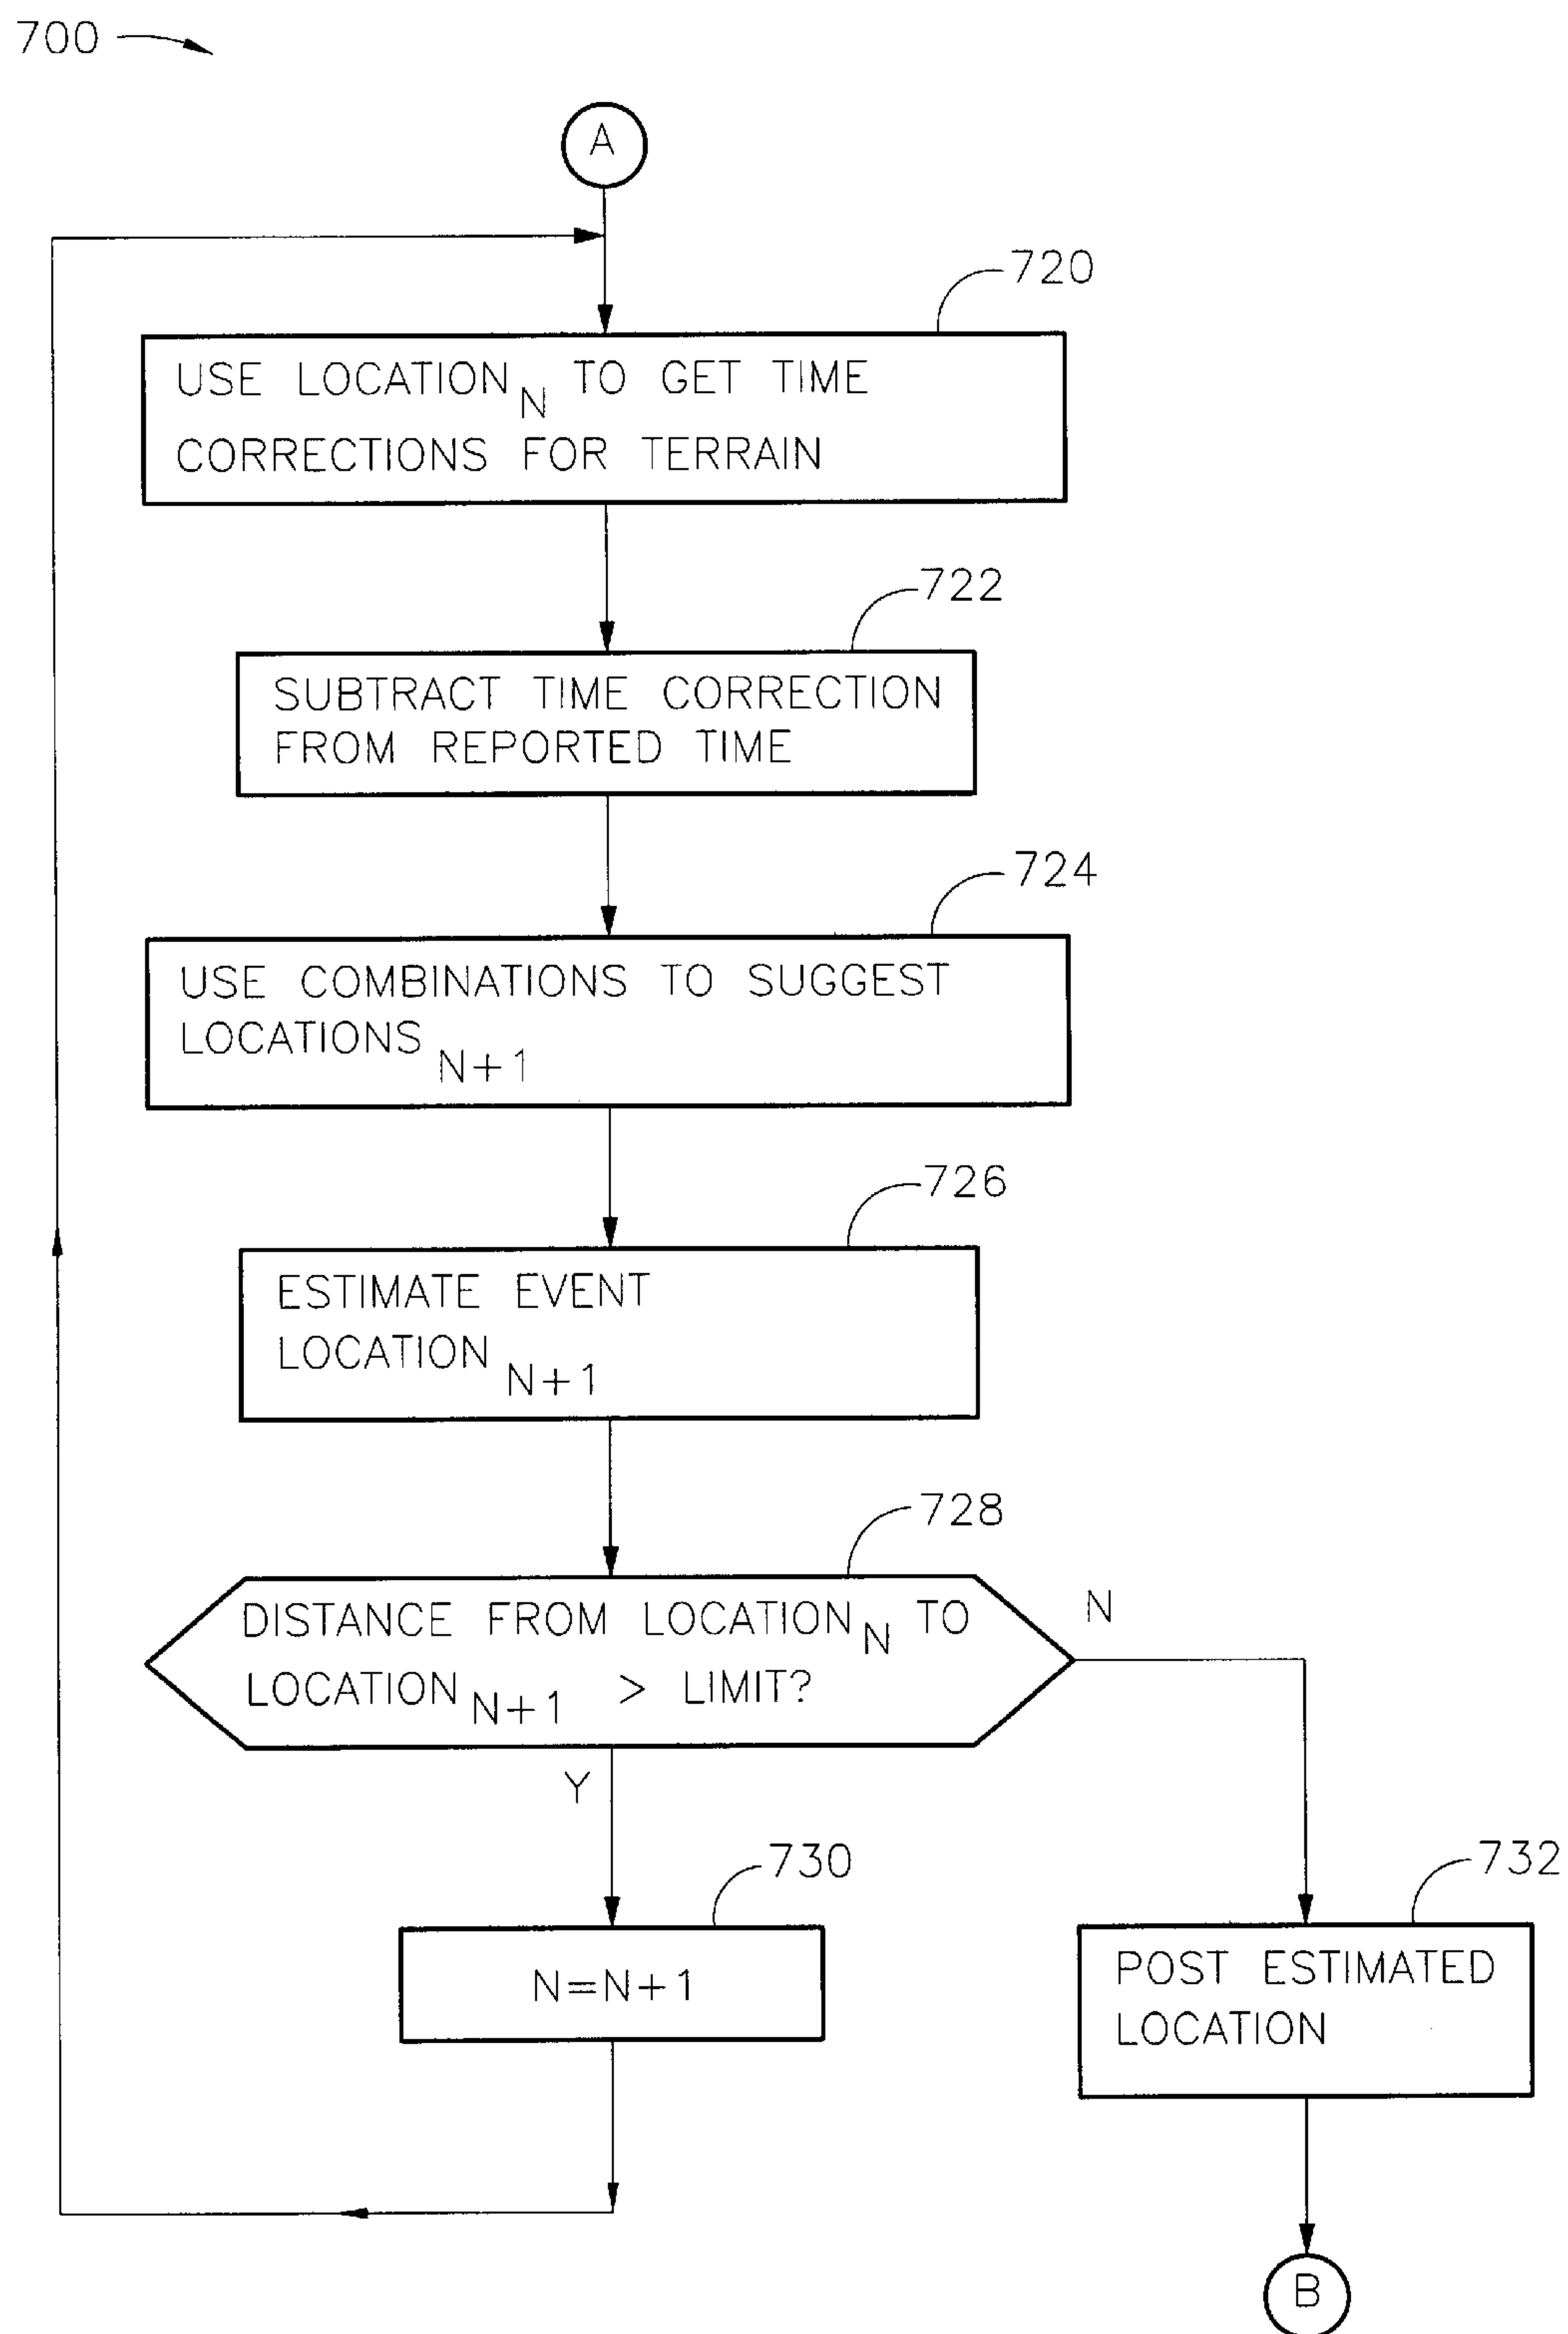 700
A
720
USE LOCATION N TO GET TIME
CORRECTIONS FOR TERRAIN
722
SUBTRACT TIME CORRECTION
FROM REPORTED TIME
724
USE COMBINATIONS TO SUGGEST
LOCATIONS N+1
726
ESTIMATE EVENT
LOCATION N+1
728
DISTANCE FROM LOCATION N TO
LOCATION N+1 > LIMIT?
N
Y
730
N=N+1
732
POST ESTIMATED
LOCATION
B